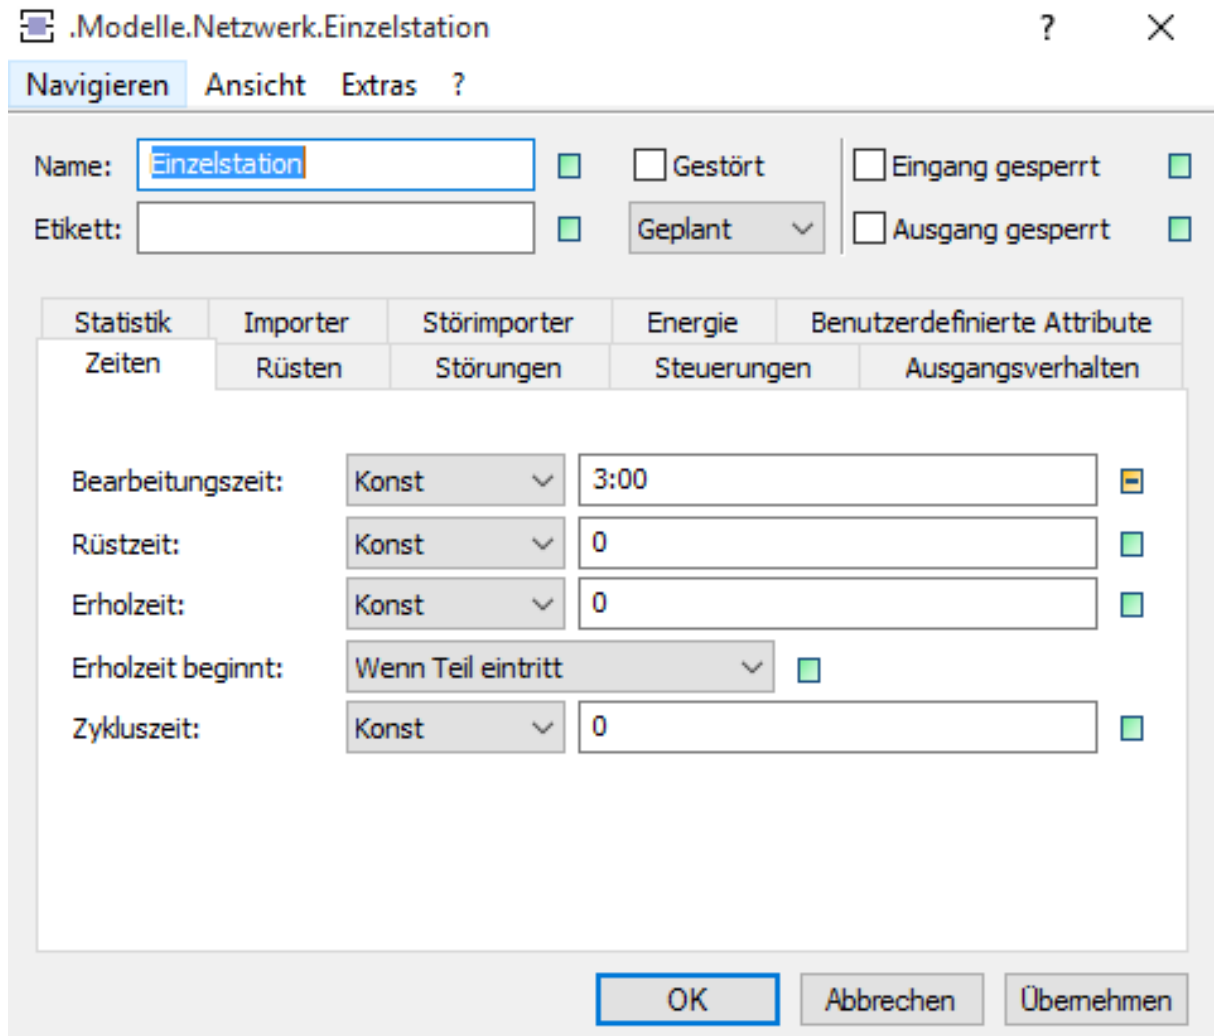 .Modelle.Netzwerk.Einzelstation ?
Navigieren Ansicht Extras ?
Name: Einzelstation Gestört Eingang gesperrt
Etikett: Geplant Ausgang gesperrt
Statistik Importer Störimporter Energie Benutzerdefinierte Attribute
Zeiten Rüsten Störungen Steuerungen Ausgangsverhalten
Bearbeitungszeit: Konst 3:00
Rüstzeit: Konst 0
Erholzeit: Konst 0
Erholzeit beginnt: Wenn Teil eintritt
Zykluszeit: Konst 0
OK Abbrechen Übernehmen